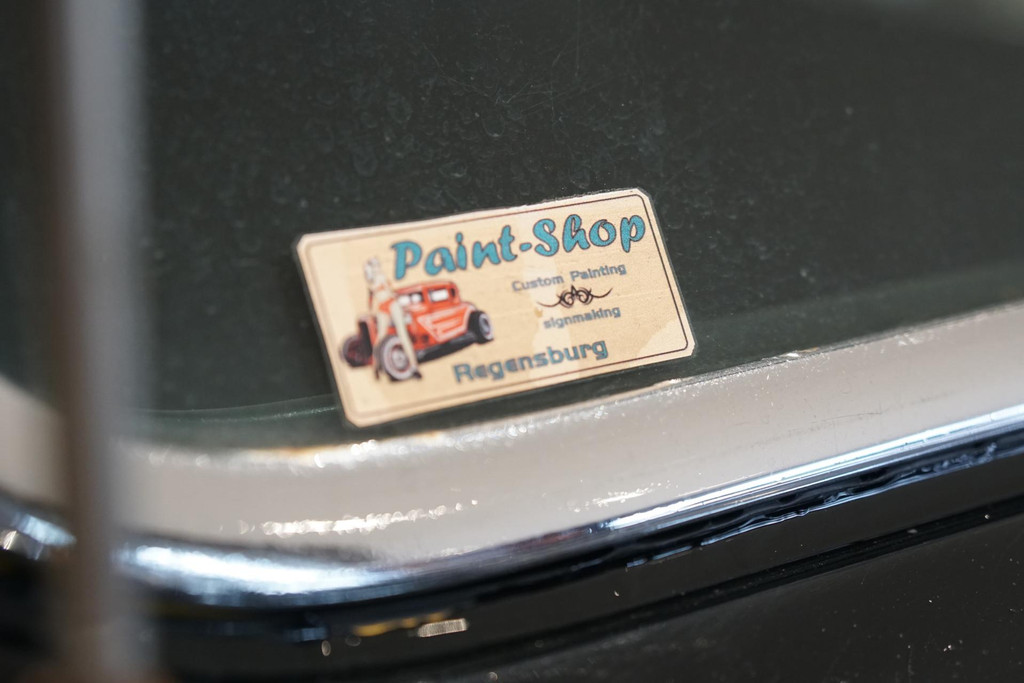 Paint-Shop
Custom Painting
signmaking
Regensburg